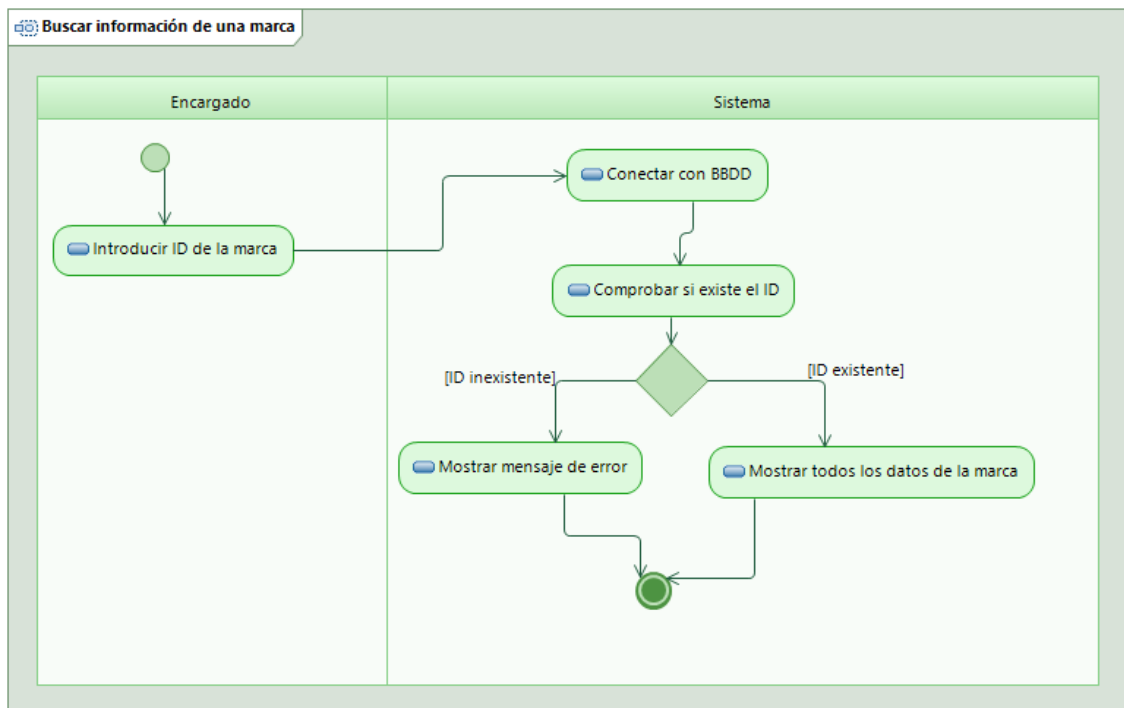 Buscar información de una marca
Encargado
Sistema
Conectar con BBDD
Introducir ID de la marca
Comprobar si existe el ID
[ID inexistente]
[ID existente]
Mostrar mensaje de error
Mostrar todos los datos de la marca